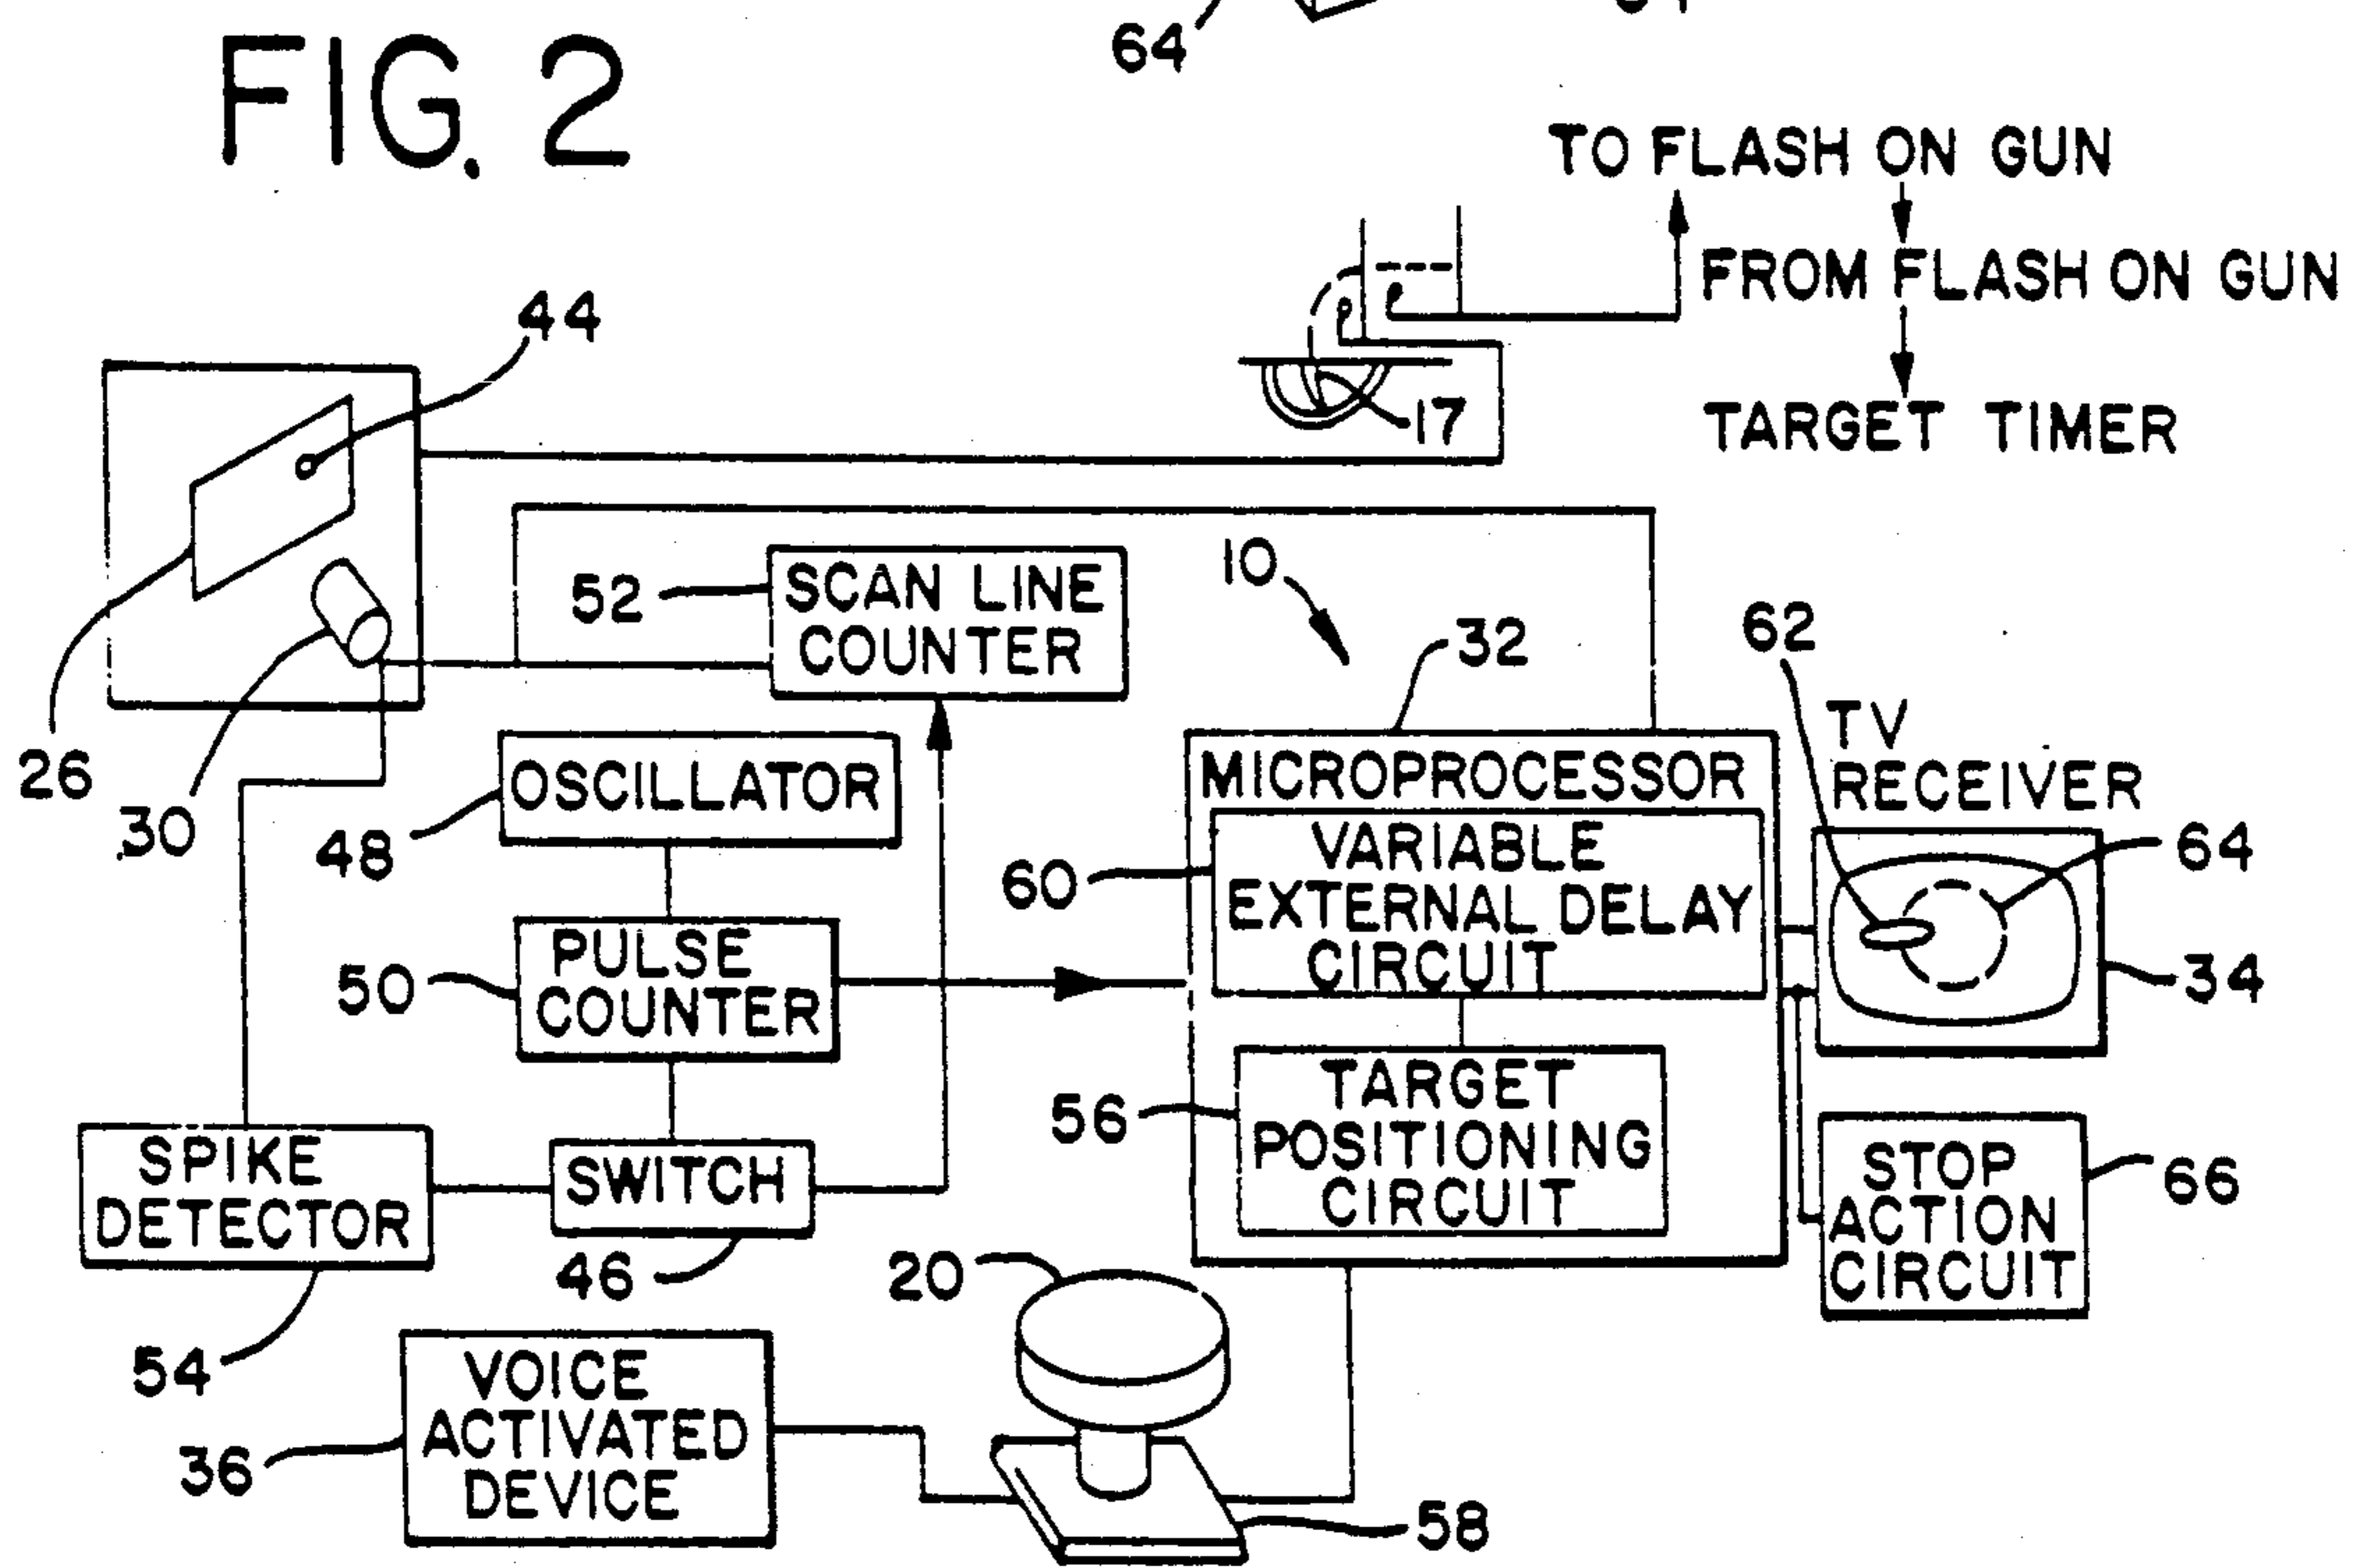 64
FIG. 2
TO FLASH ON GUN
FROM FLASH ON GUN
TARGET TIMER
17
44
26
30
52
SCAN LINE
COUNTER
10
32
62
TV
RECEIVER
64
34
48
OSCILLATOR
MICROPROCESSOR
60
VARIABLE
EXTERNAL DELAY
CIRCUIT
50
PULSE
COUNTER
56
TARGET
POSITIONING
CIRCUIT
STOP
ACTION
CIRCUIT
66
SPIKE
DETECTOR
54
SWITCH
46
20
36
VOICE
ACTIVATED
DEVICE
58